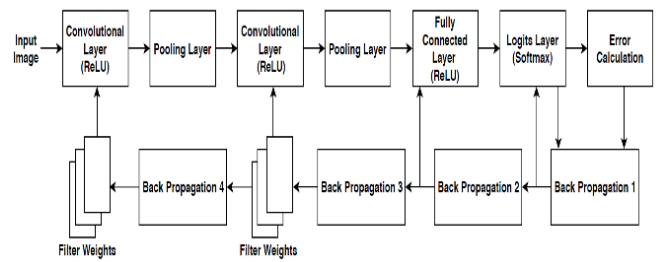 Input
Image
Convolutional
Layer
(ReLU)
Pooling Layer
Convolutional
Layer
(ReLU)
Pooling Layer
Fully
Connected
Layer
(ReLU)
Logits Layer
(Softmax)
Error
Calculation
Back Propagation 4
Back Propagation 3
Back Propagation 2
Back Propagation 1
Filter Weights
Filter Weights